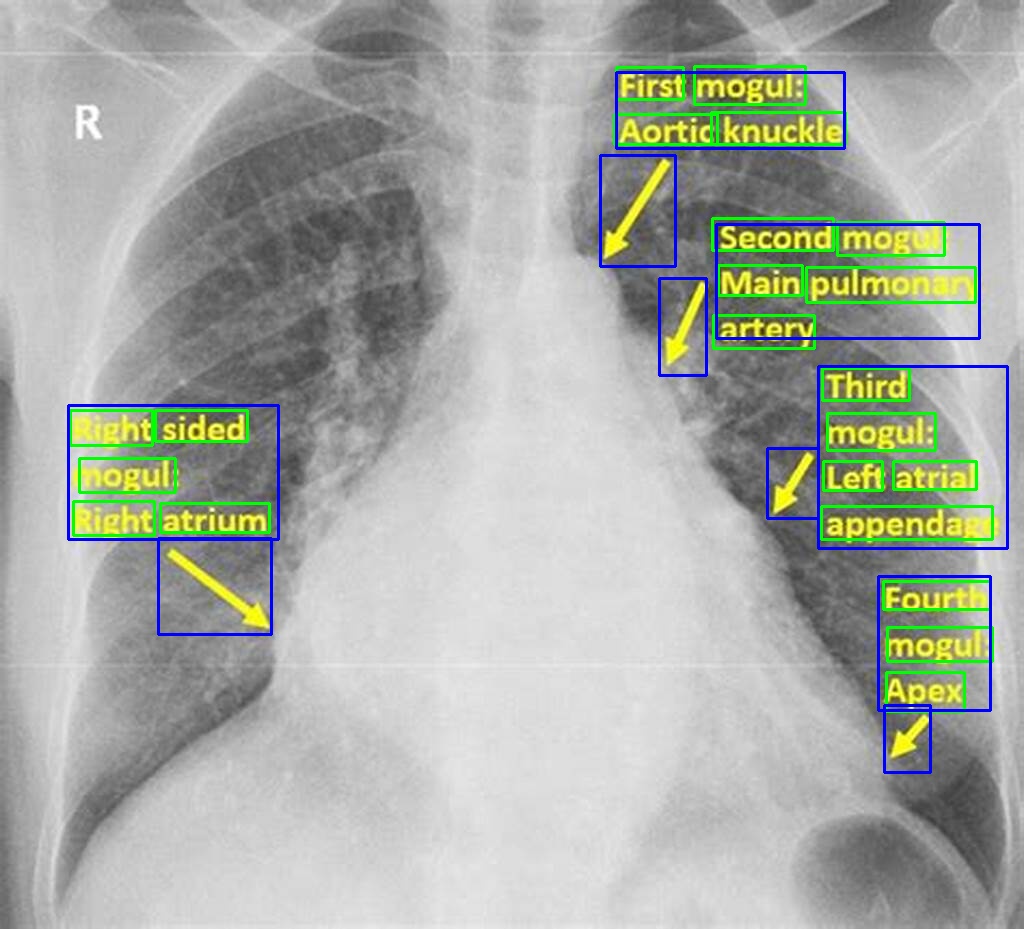 R
First mogul:
Aortic knuckle
Second mogul:
Main pulmonary
artery
Third
mogul:
Left atrial
appendage
Right sided
mogul:
Right atrium
Fourth
mogul:
Apex